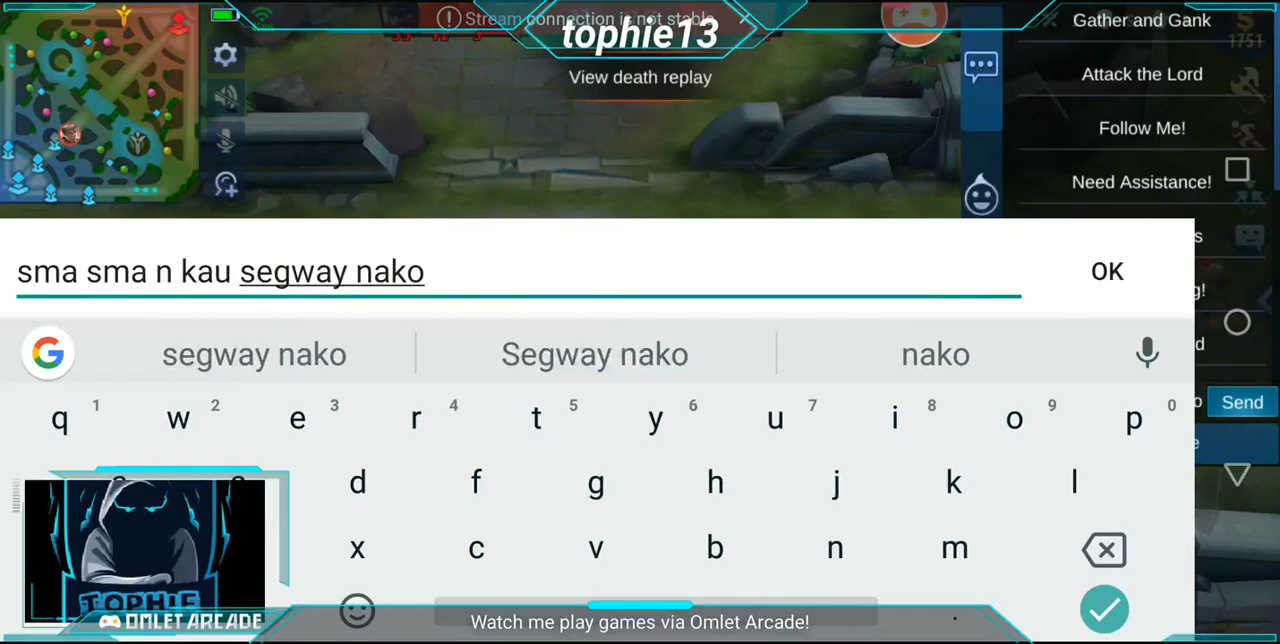 Stream connection is not stable
tophie13
View death replay
Gather and Gank
1751
Attack the Lord
Follow Me!
Need Assistance!
s
g!
d
sma sma n kau segway nako
OK
segway nako
Segway nako
nako
o
Send
e
q 1 w 2 e 3 r 4 t 5 y 6 u 7 i 8 o 9 p 0
d f g h j k l
x c v b n m
TOPHIE
OMLET ARCADE
Watch me play games via Omlet Arcade!